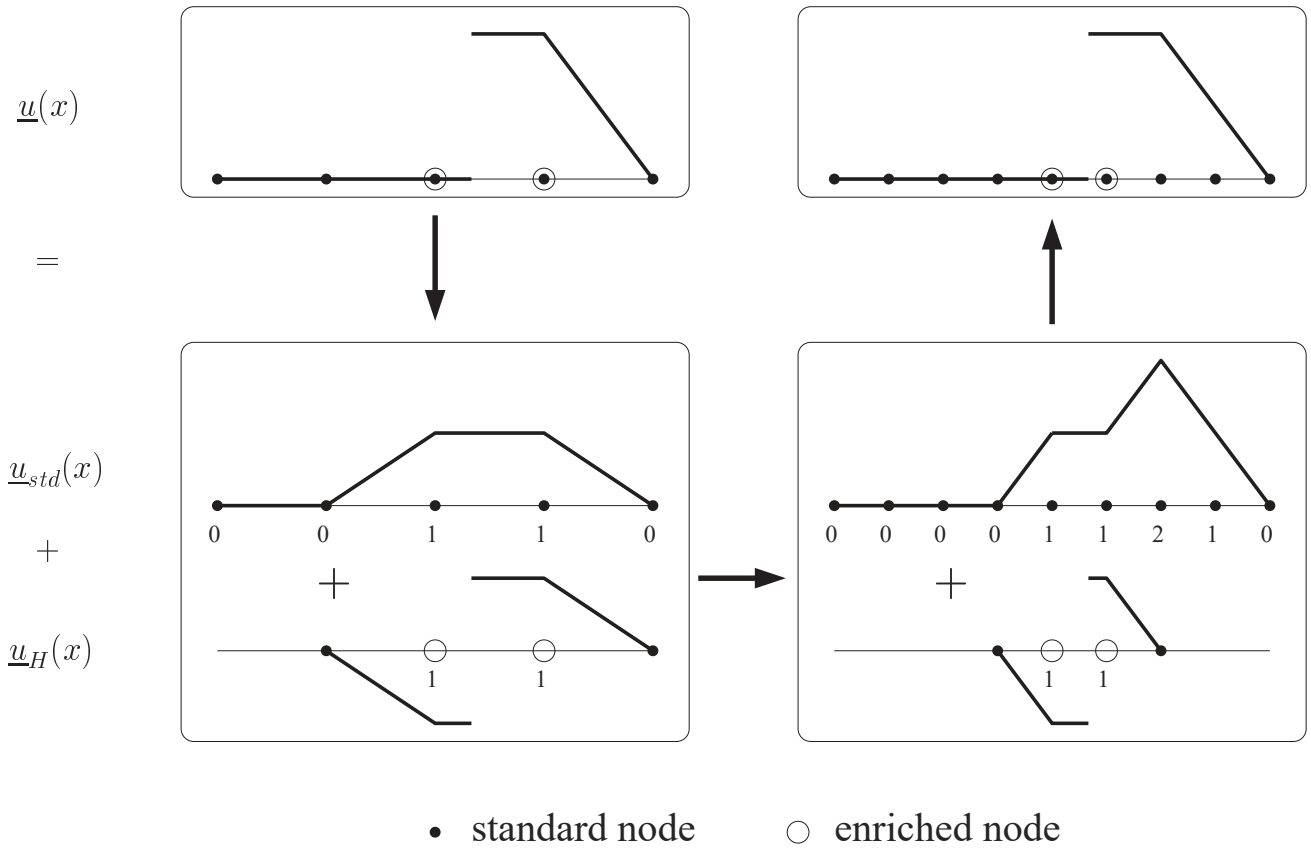 u(x)
=
u_std(x)
0 0 1 1 0
0 0 0 0 1 1 2 1 0
+
+
+
u_H(x)
1 1
1 1
standard node
enriched node